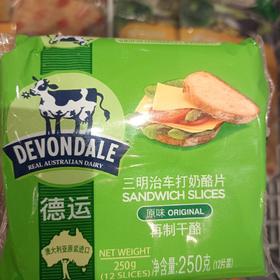 DEVONDALE
REAL AUSTRALIAN DAIRY
德运
三明治车打奶酪片
SANDWICH SLICES
原味 ORIGINAL
再制干酪
澳大利亚原装进口
NET WEIGHT
250g
(12 SLICES)
净含量: 250克 (12片装)